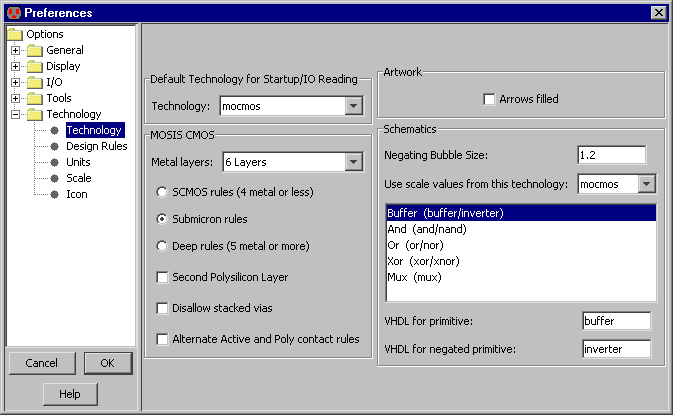 Preferences
Options
General
Display
I/O
Tools
Technology
Technology
Design Rules
Units
Scale
Icon
Cancel
OK
Help
Default Technology for Startup/IO Reading
Technology: mocmos
MOSIS CMOS
Metal layers: 6 Layers
SCMOS rules (4 metal or less)
Submicron rules
Deep rules (5 metal or more)
Second Polysilicon Layer
Disallow stacked vias
Alternate Active and Poly contact rules
Artwork
Arrows filled
Schematics
Negating Bubble Size: 1.2
Use scale values from this technology: mocmos
Buffer (buffer/inverter)
And (and/nand)
Or (or/nor)
Xor (xor/xnor)
Mux (mux)
VHDL for primitive: buffer
VHDL for negated primitive: inverter